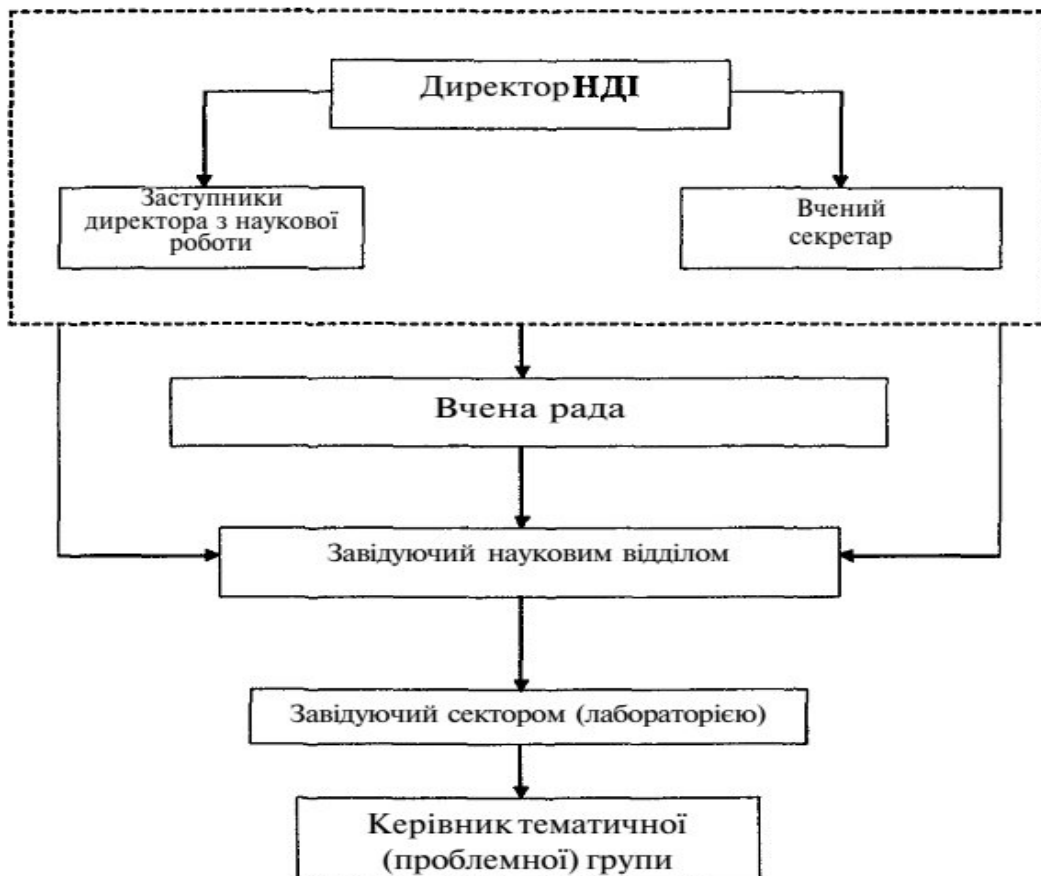 Директор НДІ
Заступники
директора з наукової
роботи
Вчений
секретар
Вчена рада
Завідуючий науковим відділом
Завідуючий сектором (лабораторією)
Керівник тематичної
(проблемної) групи